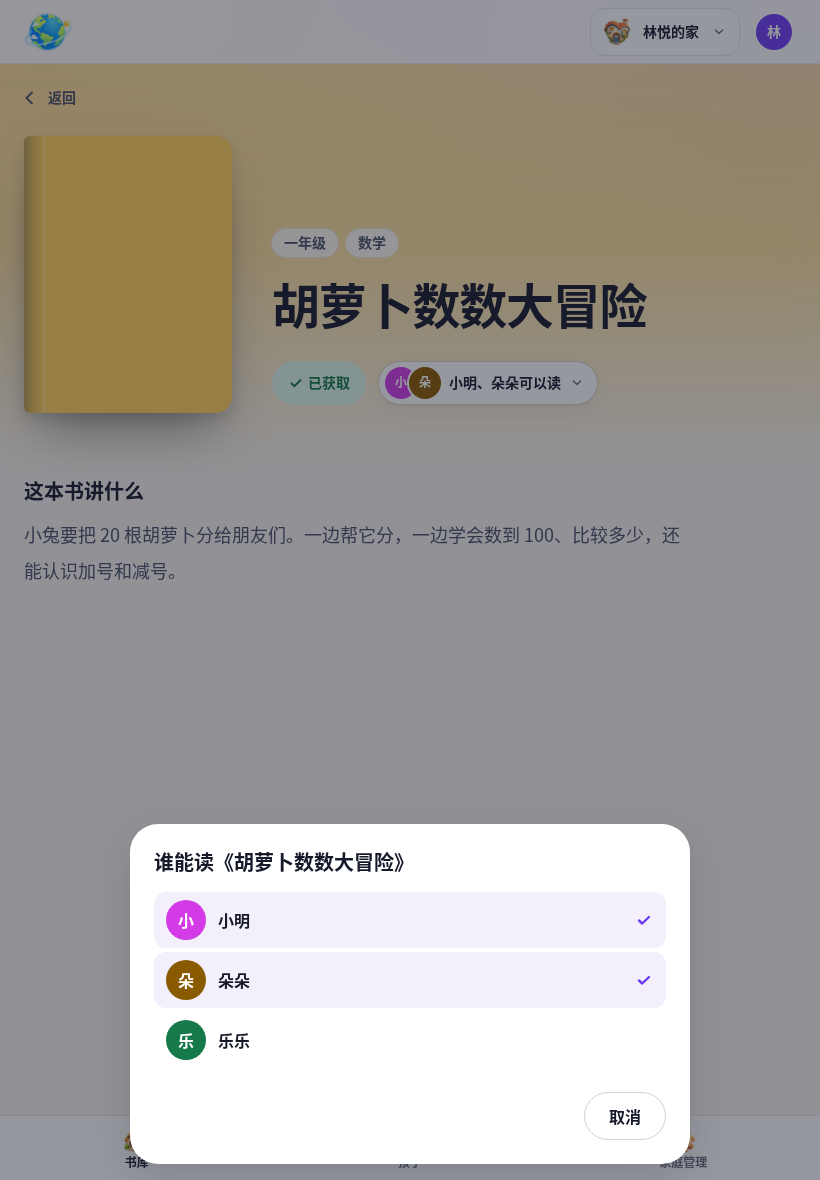 林悦的家
林
返回
一年级
数学
胡萝卜数数大冒险
已获取
小
朵
小明、朵朵可以读
这本书讲什么
小兔要把 20 根胡萝卜分给朋友们。一边帮它分，一边学会数到 100、比较多少，还
能认识加号和减号。
谁能读《胡萝卜数数大冒险》
小
小明
朵
朵朵
乐
乐乐
取消
书库
家庭管理